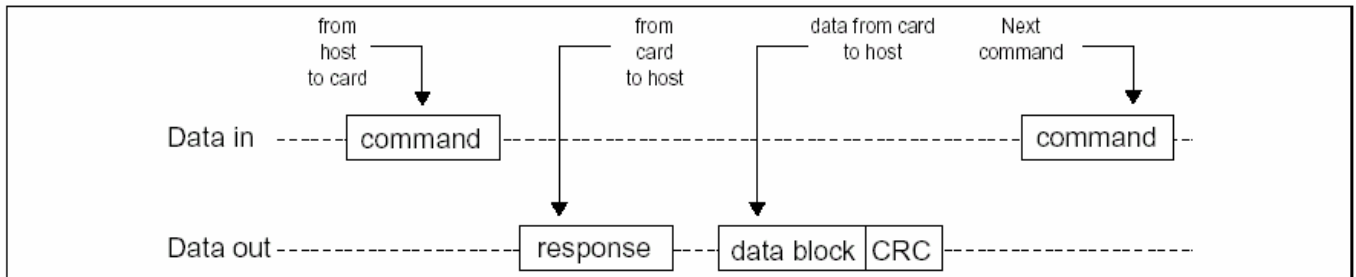 from
host
to card
from
card
to host
data from card
to host
Next
command
Data in
command
command
Data out
response
data block
CRC